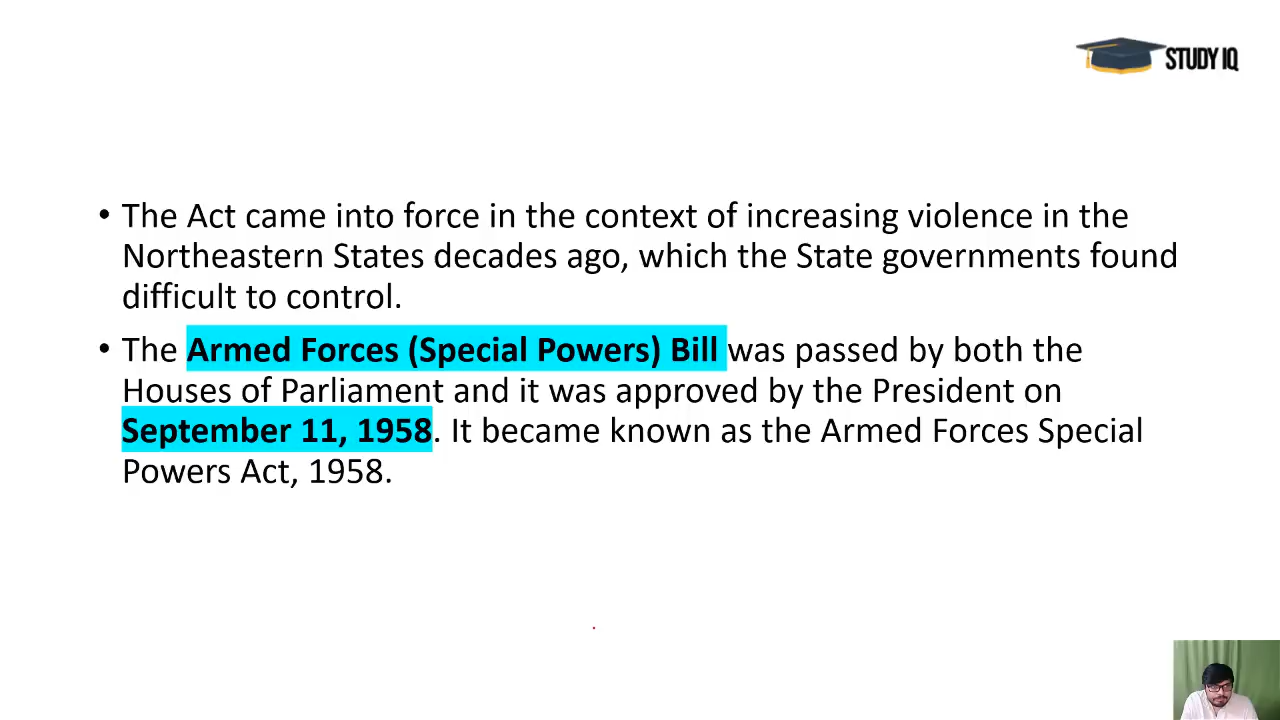 STUDY IQ
• The Act came into force in the context of increasing violence in the
Northeastern States decades ago, which the State governments found
difficult to control.
• The Armed Forces (Special Powers) Bill was passed by both the
Houses of Parliament and it was approved by the President on
September 11, 1958. It became known as the Armed Forces Special
Powers Act, 1958.